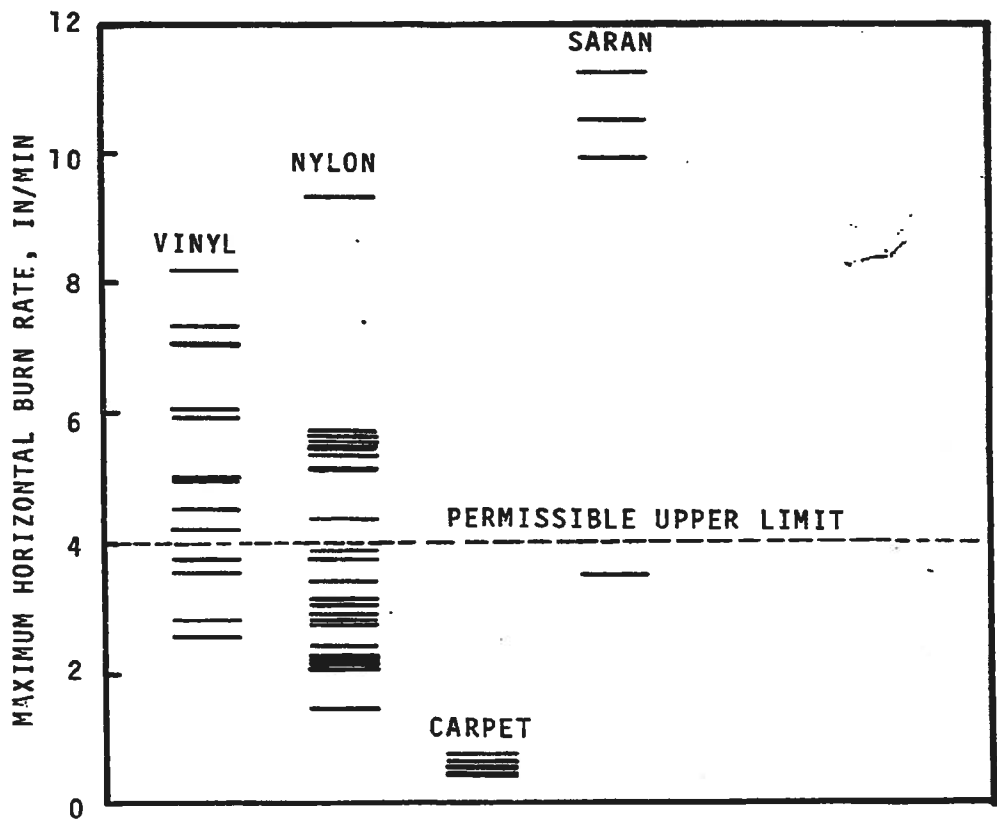 MAXIMUM HORIZONTAL BURN RATE, IN/MIN
12
10
8
6
4
2
0
SARAN
NYLON
VINYL
PERMISSIBLE UPPER LIMIT
CARPET